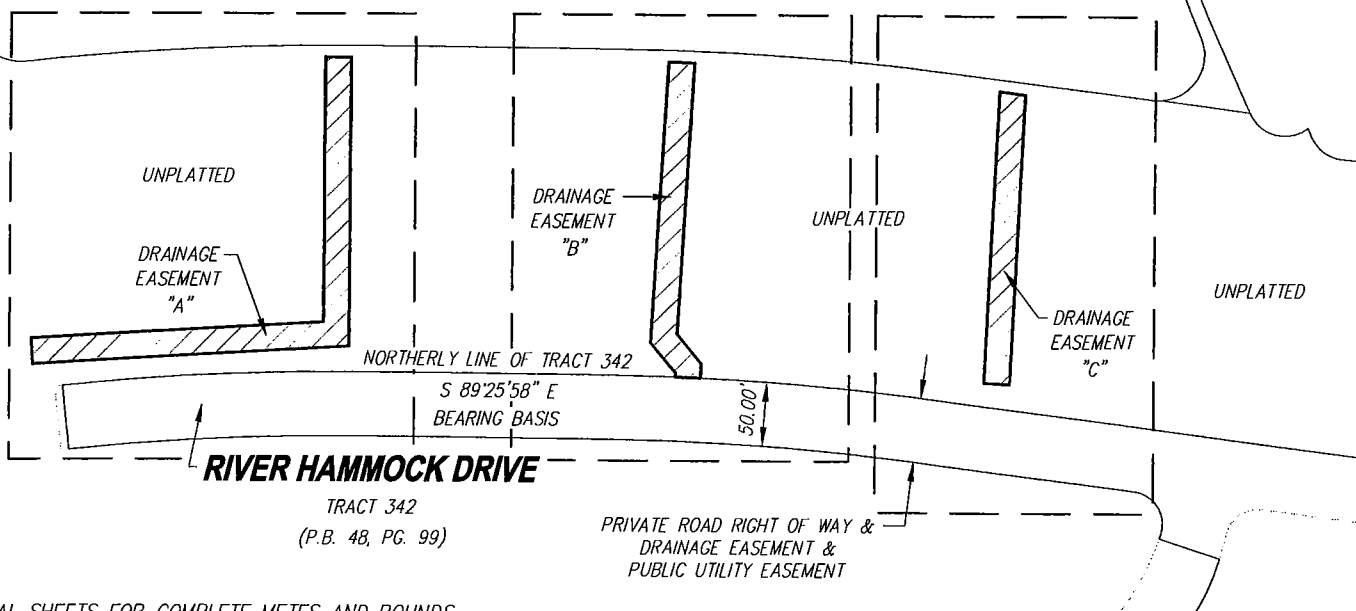 UNPLATTED
DRAINAGE
EASEMENT
"A"
DRAINAGE
EASEMENT
"B"
UNPLATTED
DRAINAGE
EASEMENT
"C"
UNPLATTED
NORTHERLY LINE OF TRACT 342
S 89°25'58" E
BEARING BASIS
50.00'
RIVER HAMMOCK DRIVE
TRACT 342
(P.B. 48, PG. 99)
PRIVATE ROAD RIGHT OF WAY &
DRAINAGE EASEMENT &
PUBLIC UTILITY EASEMENT
SHEETS FOR COMPLETE METES AND BOUNDS